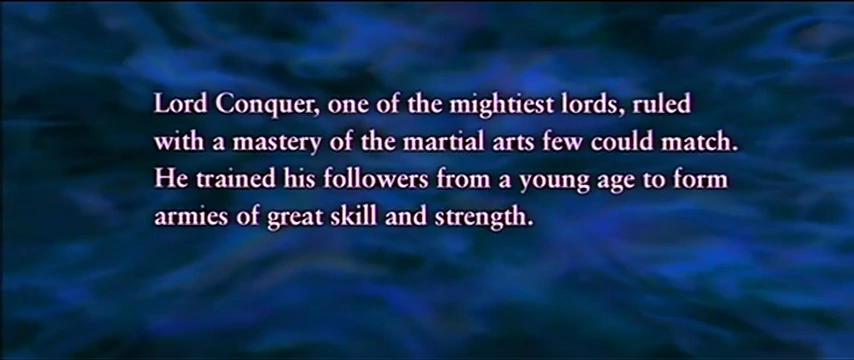 Lord Conquer, one of the mightiest lords, ruled
with a mastery of the martial arts few could match.
He trained his followers from a young age to form
armies of great skill and strength.